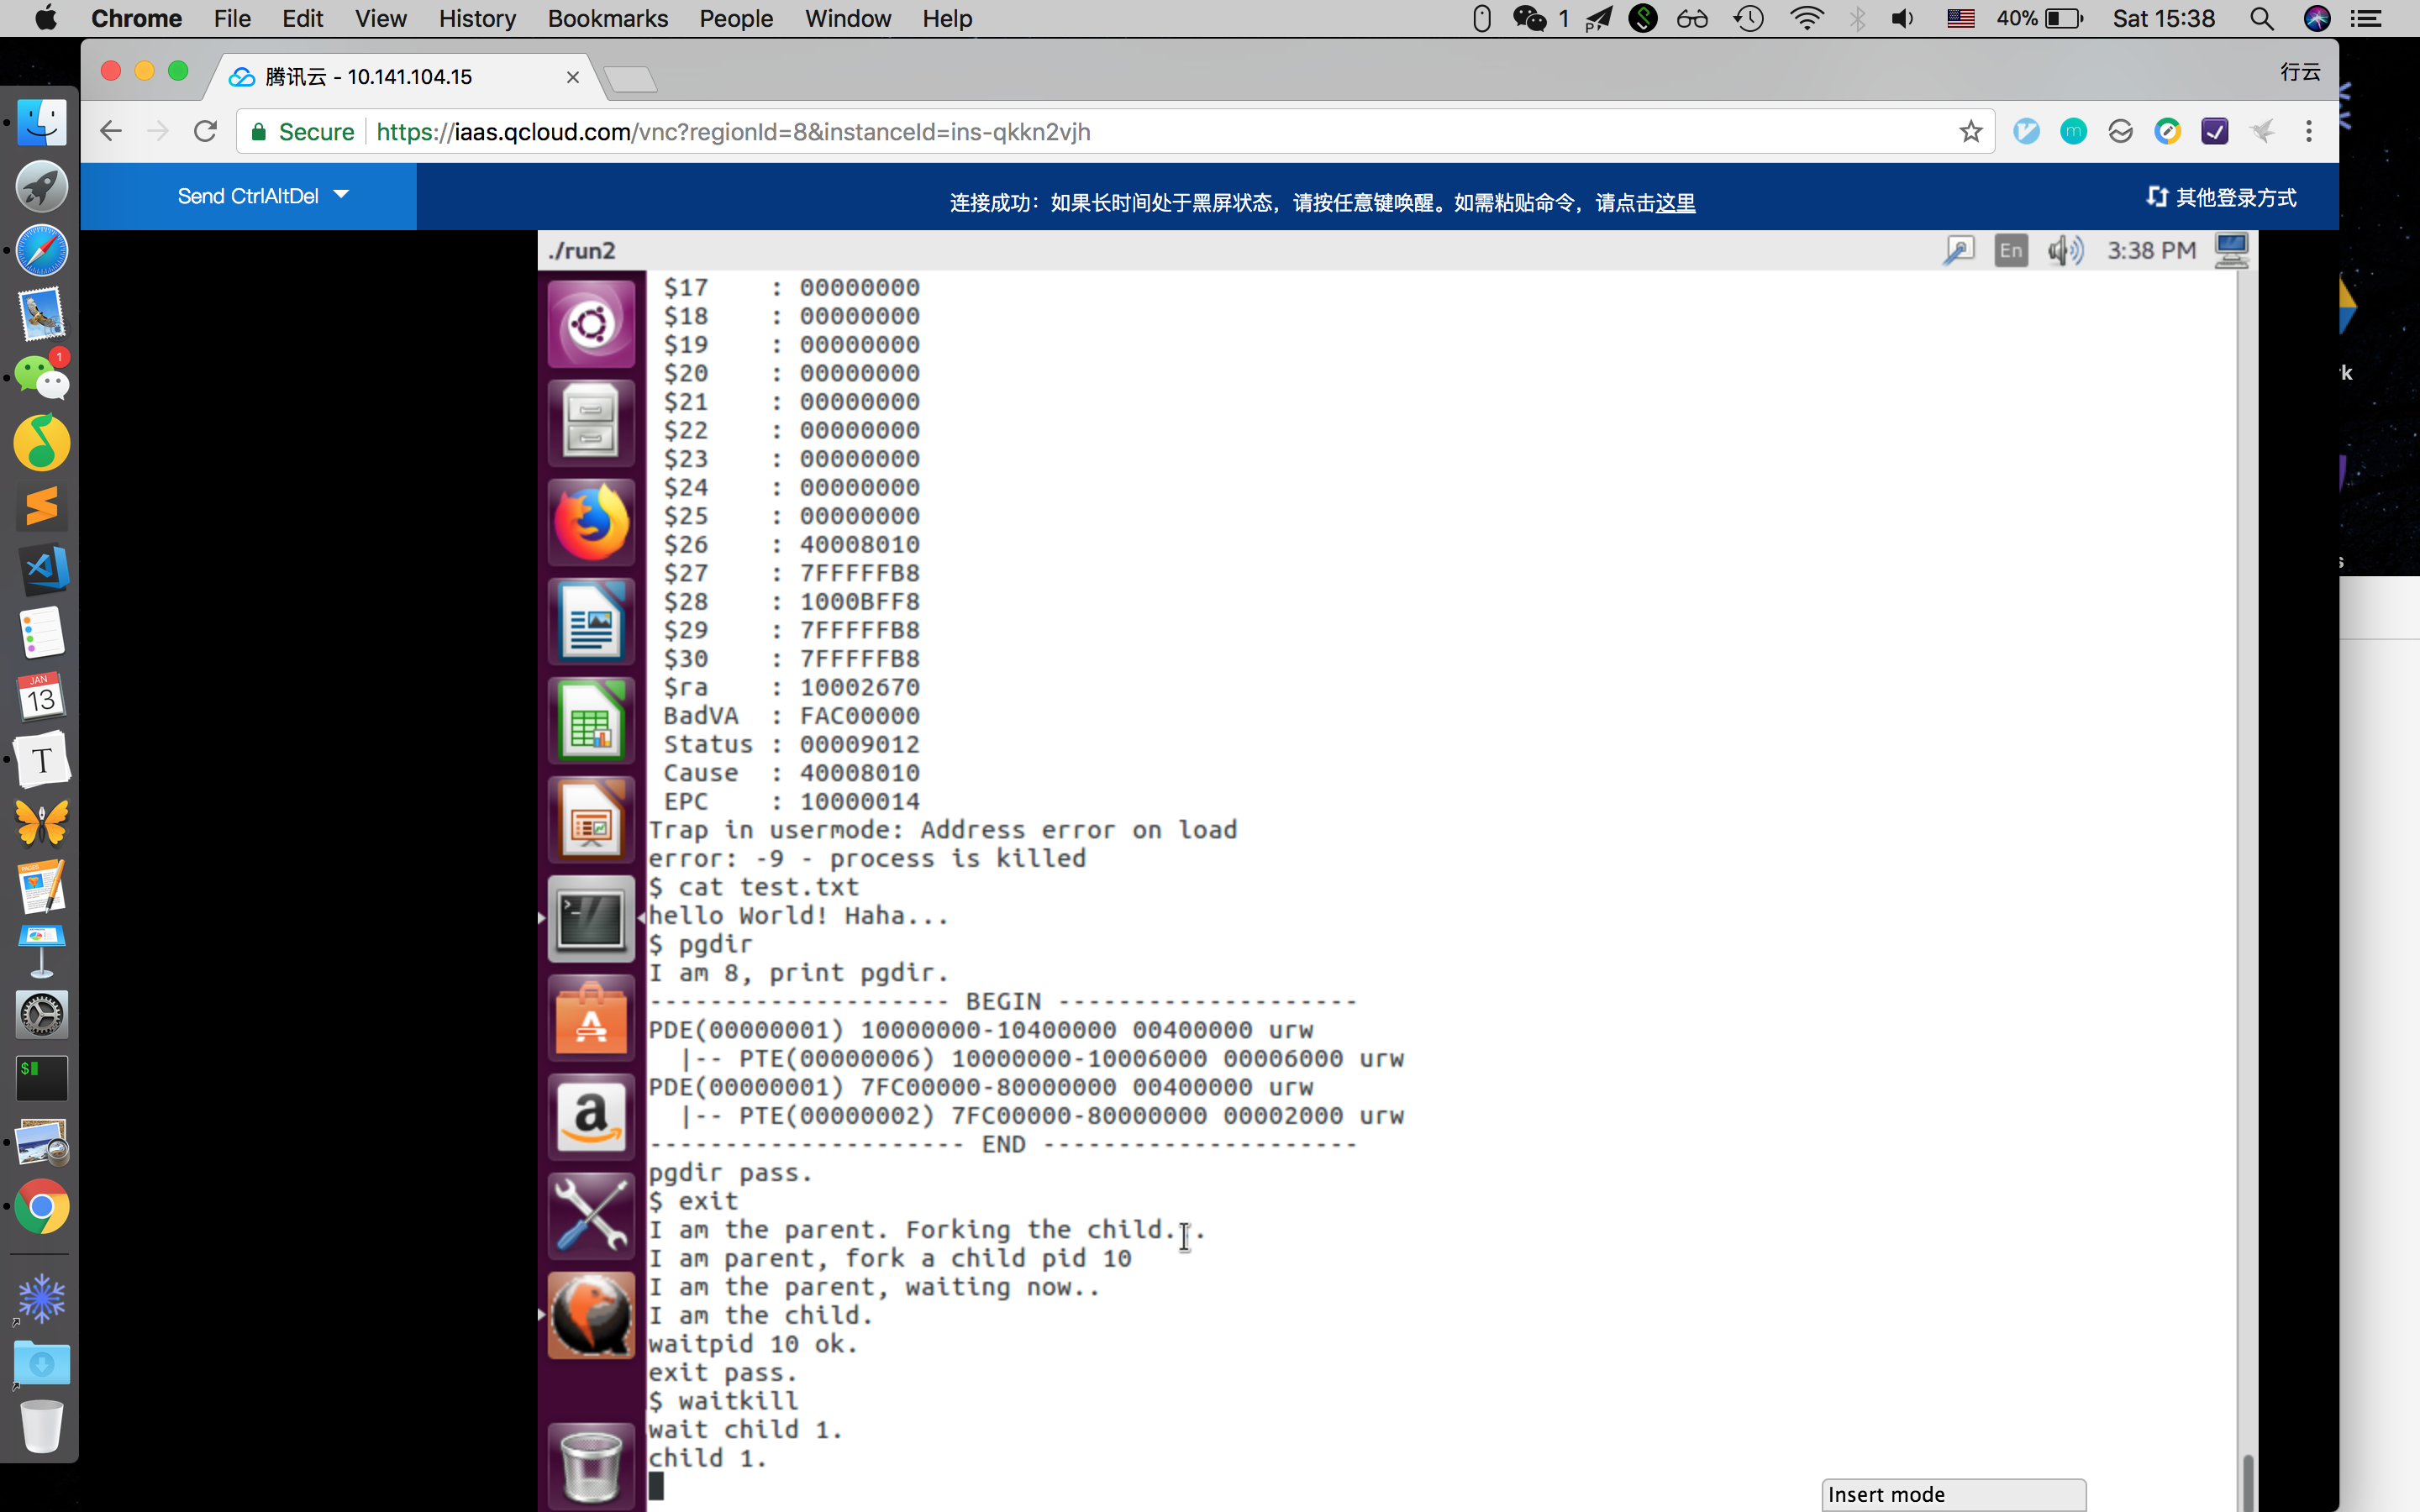 Chrome File Edit View History Bookmarks People Window Help 1 40% Sat 15:38
腾讯云 - 10.141.104.15 行云
Secure https://iaas.qcloud.com/vnc?regionId=8&instanceId=ins-qkkn2vjh
Send CtrlAltDel 连接成功：如果长时间处于黑屏状态，请按任意键唤醒。如需粘贴命令，请点击这里 其他登录方式
./run2 En 3:38 PM
$17 : 00000000
$18 : 00000000
$19 : 00000000
$20 : 00000000
$21 : 00000000
$22 : 00000000
$23 : 00000000
$24 : 00000000
$25 : 00000000
$26 : 40008010
$27 : 7FFFFFB8
$28 : 1000BFF8
$29 : 7FFFFFB8
$30 : 7FFFFFB8
$ra : 10002670
BadVA : FAC00000
Status : 00009012
Cause : 40008010
EPC : 10000014
Trap in usermode: Address error on load
error: -9 - process is killed
$ cat test.txt
hello World! Haha...
$ pgdir
I am 8, print pgdir.
-------------------- BEGIN --------------------
PDE(00000001) 10000000-10400000 00400000 urw
|-- PTE(00000006) 10000000-10006000 00006000 urw
PDE(00000001) 7FC00000-80000000 00400000 urw
|-- PTE(00000002) 7FC00000-80000000 00002000 urw
--------------------- END ---------------------
pgdir pass.
$ exit
I am the parent. Forking the child...
I am parent, fork a child pid 10
I am the parent, waiting now..
I am the child.
waitpid 10 ok.
exit pass.
$ waitkill
wait child 1.
child 1.
Insert mode
1
JAN
13
T
rk
s